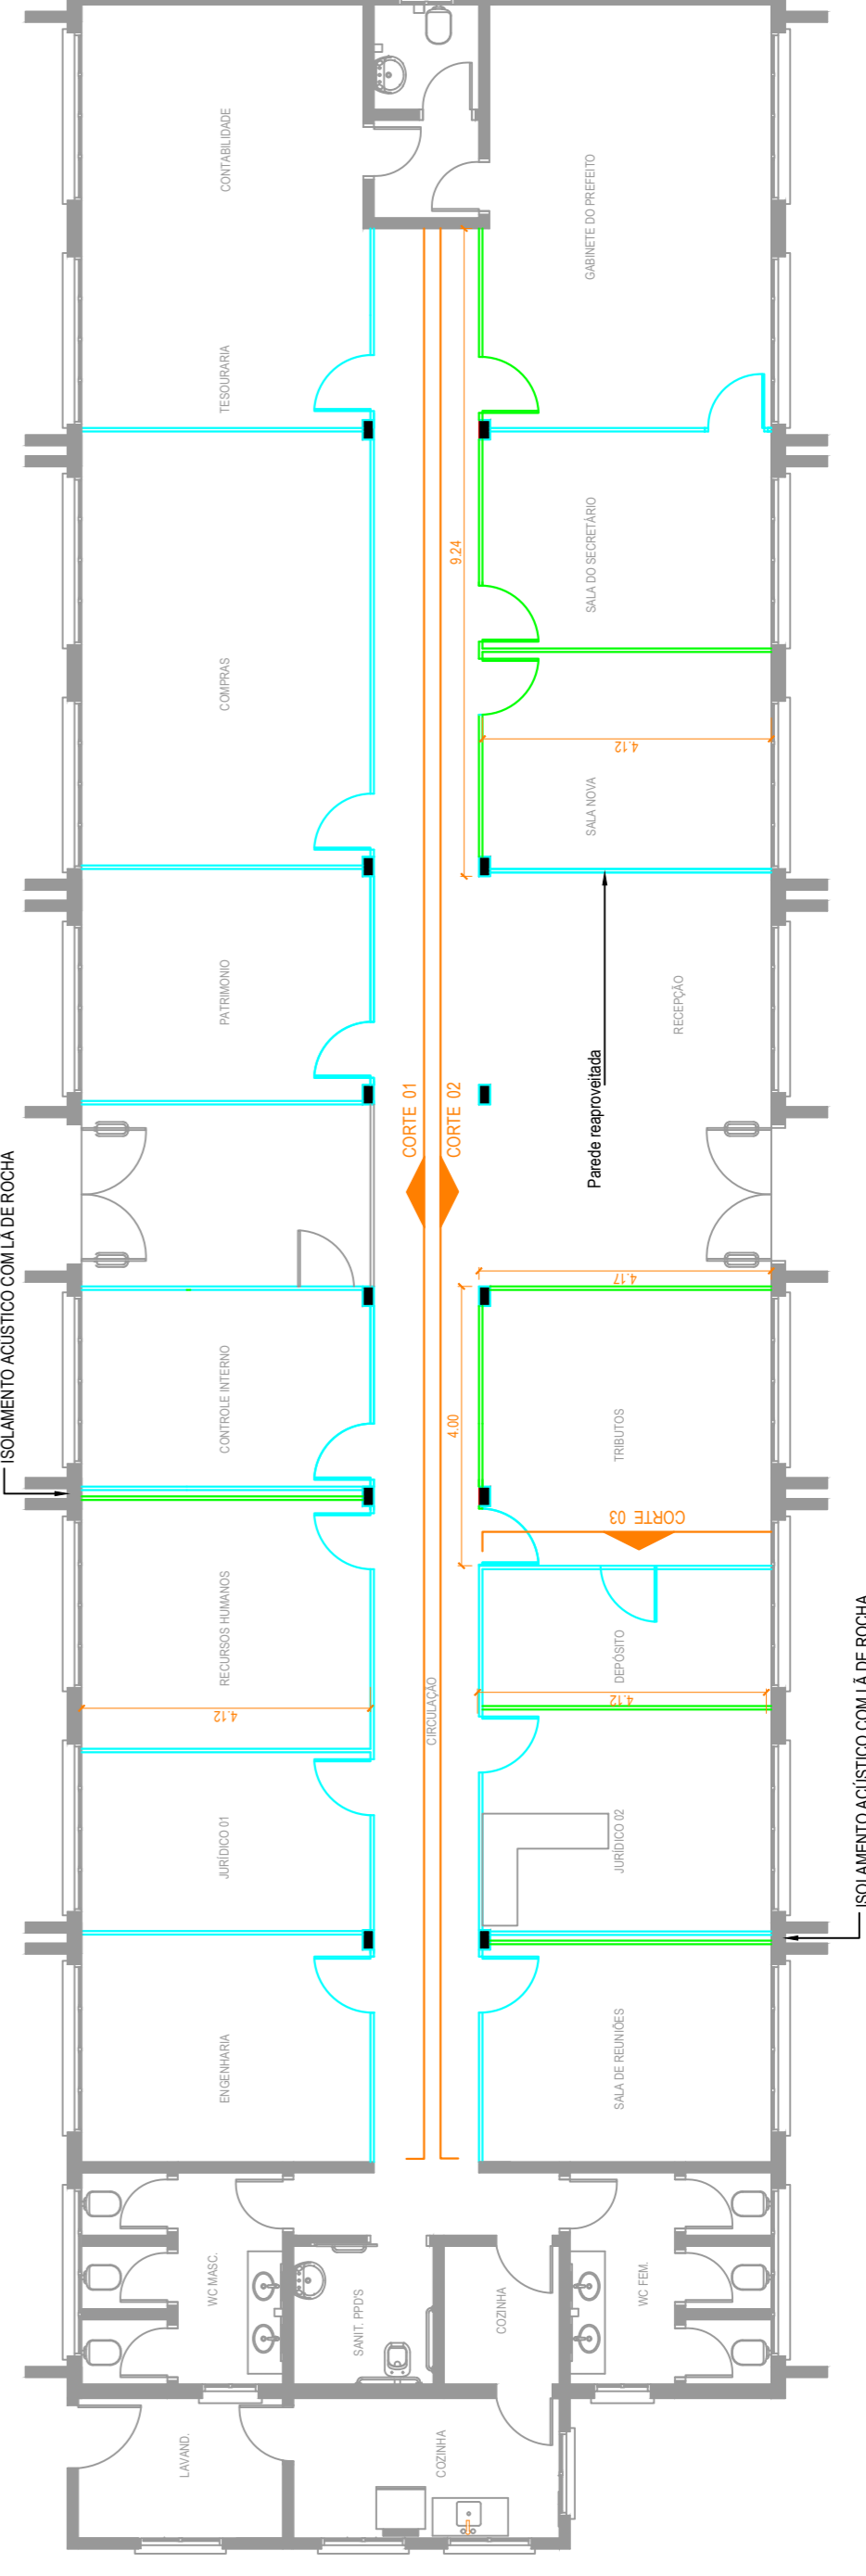 CONTABILIDADE
GABINETE DO PREFEITO
TESOURARIA
SALA DO SECRETÁRIO
9.24
COMPRAS
4.12
SALA NOVA
PATRIMONIO
RECEPÇÃO
Parede reaproveitada
CORTE 01
CORTE 02
ISOLAMENTO ACÚSTICO COM LÃ DE ROCHA
4.17
CONTROLE INTERNO
4.00
TRIBUTOS
CORTE 03
RECURSOS HUMANOS
DEPÓSITO
4.12
4.12
CIRCULAÇÃO
ISOLAMENTO ACÚSTICO COM LÃ DE ROCHA
JURÍDICO 01
JURÍDICO 02
ENGENHARIA
SALA DE REUNIÕES
WC MASC.
SANIT. PPD'S
COZINHA
WC FEM.
LAVAND.
COZINHA